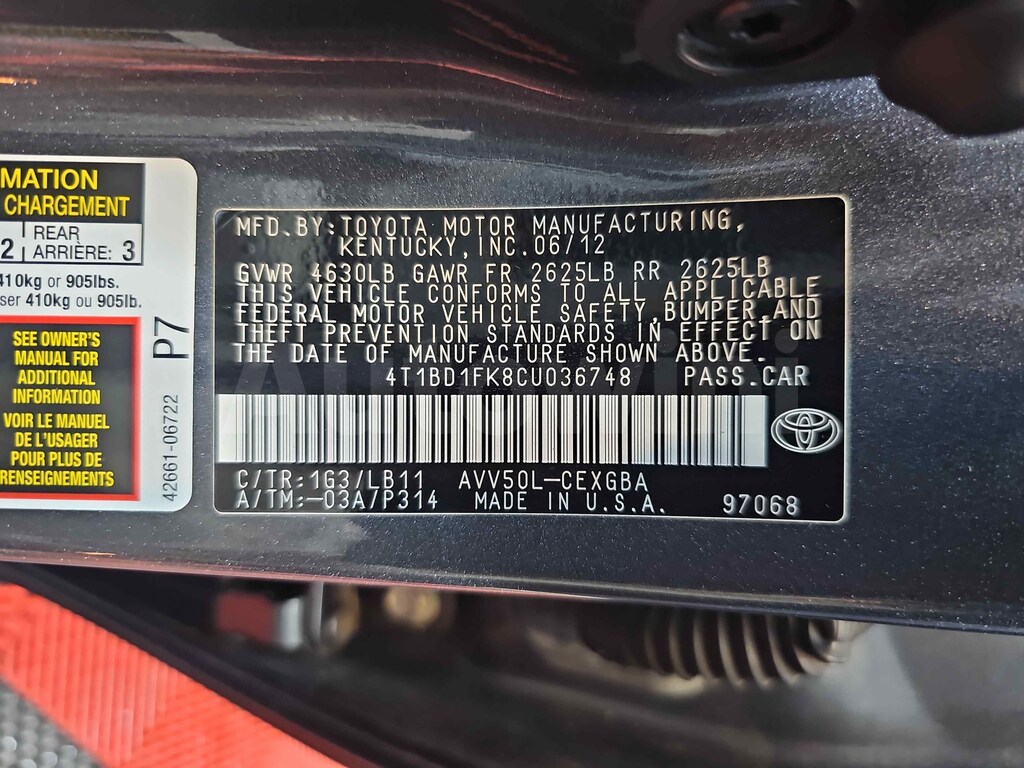 MATION
CHARGEMENT
2 REAR
ARRIÈRE: 3
410kg or 905lbs.
ser 410kg ou 905lb.
SEE OWNER'S
MANUAL FOR
ADDITIONAL
INFORMATION
VOIR LE MANUEL
DE L'USAGER
POUR PLUS DE
RENSEIGNEMENTS
P7
42661-06722
MFD.BY:TOYOTA MOTOR MANUFACTURING,
KENTUCKY,INC.06/12
GVWR 4630LB GAWR FR 2625LB RR 2625LB
THIS VEHICLE CONFORMS TO ALL APPLICABLE
FEDERAL MOTOR VEHICLE SAFETY,BUMPER,AND
THEFT PREVENTION STANDARDS IN EFFECT ON
THE DATE OF MANUFACTURE SHOWN ABOVE.
4T1BD1FK8CU036748 PASS.CAR
C/TR:1G3/LB11 AVV50L-CEXGBA
A/TM:-03A/P314 MADE IN U.S.A. 97068